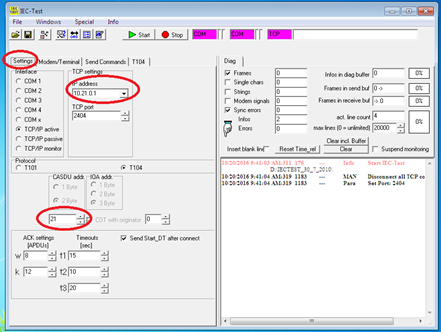 IEC-Test
File Windows Special Info
Start Stop COM COM TCP
Settings Modem/Terminal Send Commands T104
Interface
COM 1
COM 2
COM 3
COM 4
COM x
TCP/IP active
TCP/IP passive
TCP/IP monitor
TCP settings
IP address
10.21.0.1
TCP port
2404
Protocol
T101 T104
CASDU addr. IOA addr.
1 Byte 1 Byte
2 Byte 2 Byte
3 Byte
21 COT with originator 0
ACK settings Timeouts
[APDUs] [sec]
Send Start_DT after connect
w 8 t1 15
k 12 t2 10
t3 20
Diag
Frames
Single chars
Strings
Modem signals
Sync errors
Infos
Errors
Infos in diag buffer 0 0%
Frames in send buf -> 0 0%
Frames in receive buf -> 0 0%
act. line count 4
max lines (0 = unlimited) 20000 0%
Clear incl. Buffer
Insert blank line Reset Time_rel Clear Suspend monitoring
10/20/2016 9:41:03 AM:311 176 --- Info Start IEC-Test
D:IECTEST_30_7_2010:
10/20/2016 9:41:04 AM:319 1183 --- MAN Disconnect all TCP co
10/20/2016 9:41:04 AM:319 1183 --- Para Set Port: 2404